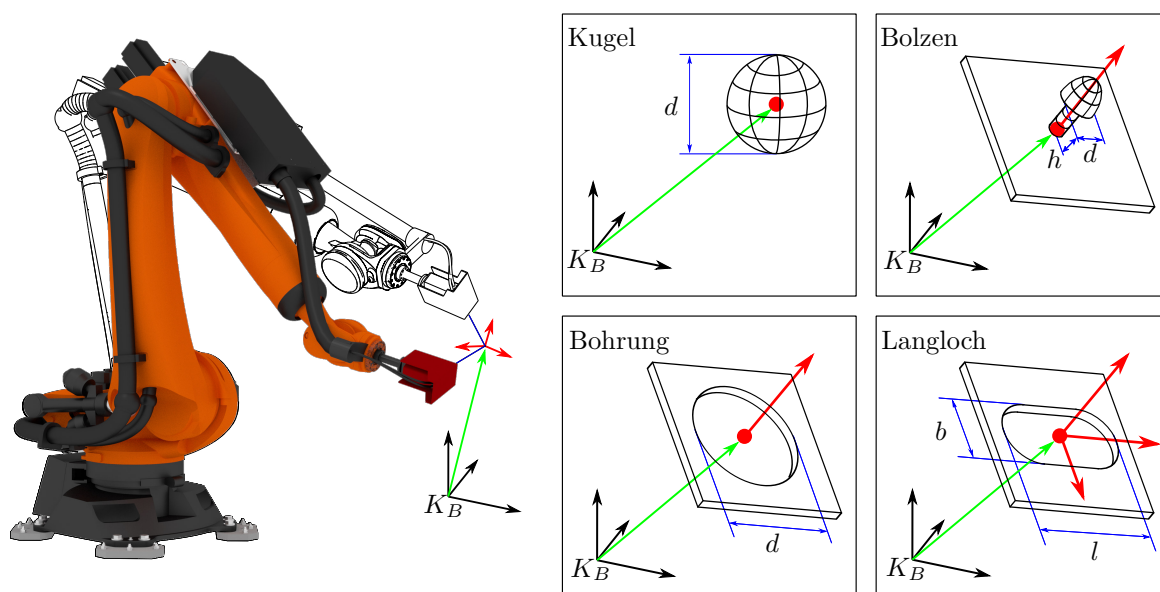 K_B
Kugel
d
K_B
Bolzen
h
d
K_B
Bohrung
d
K_B
Langloch
b
l
K_B